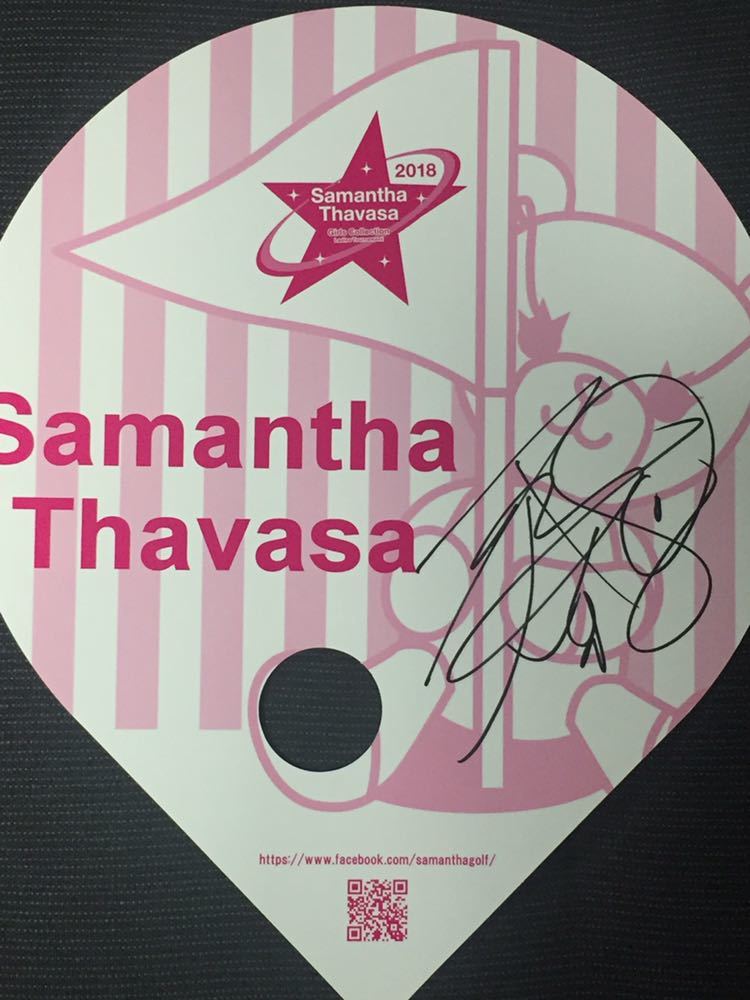 2018
Samantha
Thavasa
Girls Collection
Ladies Tournament
Samantha
Thavasa
https://www.facebook.com/samanthagolf/